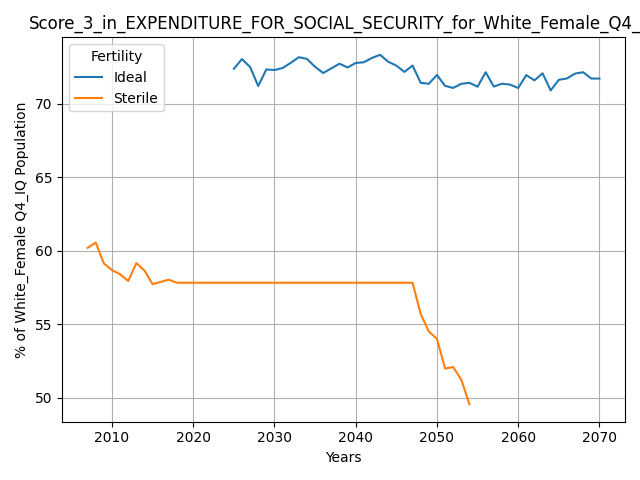 Score_3_in_EXPENDITURE_FOR_SOCIAL_SECURITY_for_White_Female_Q4_
Fertility
Ideal
Sterile
% of White_Female Q4_IQ Population
70
65
60
55
50
2010 2020 2030 2040 2050 2060 2070
Years